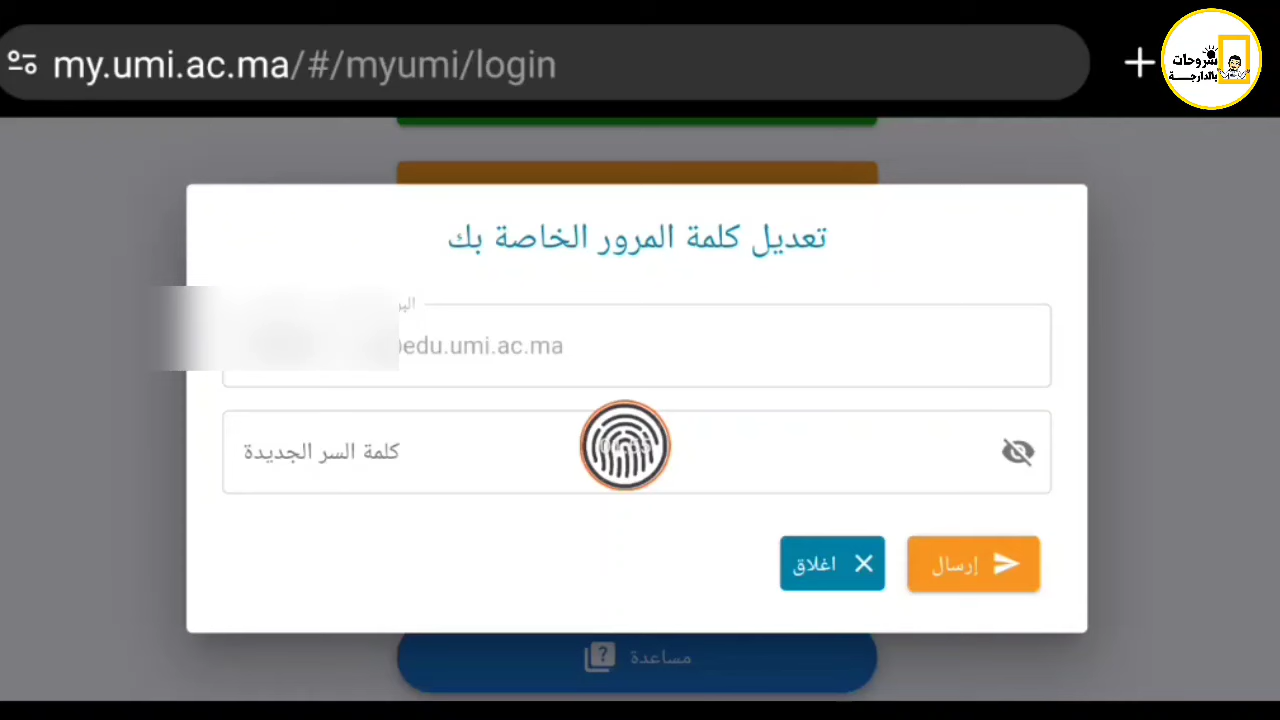 my.umi.ac.ma/#/myumi/login
شروحات
بالدارجـــة
تعديل كلمة المرور الخاصة بك
edu.umi.ac.ma
كلمة السر الجديدة
إرسال
اغلاق
مساعدة